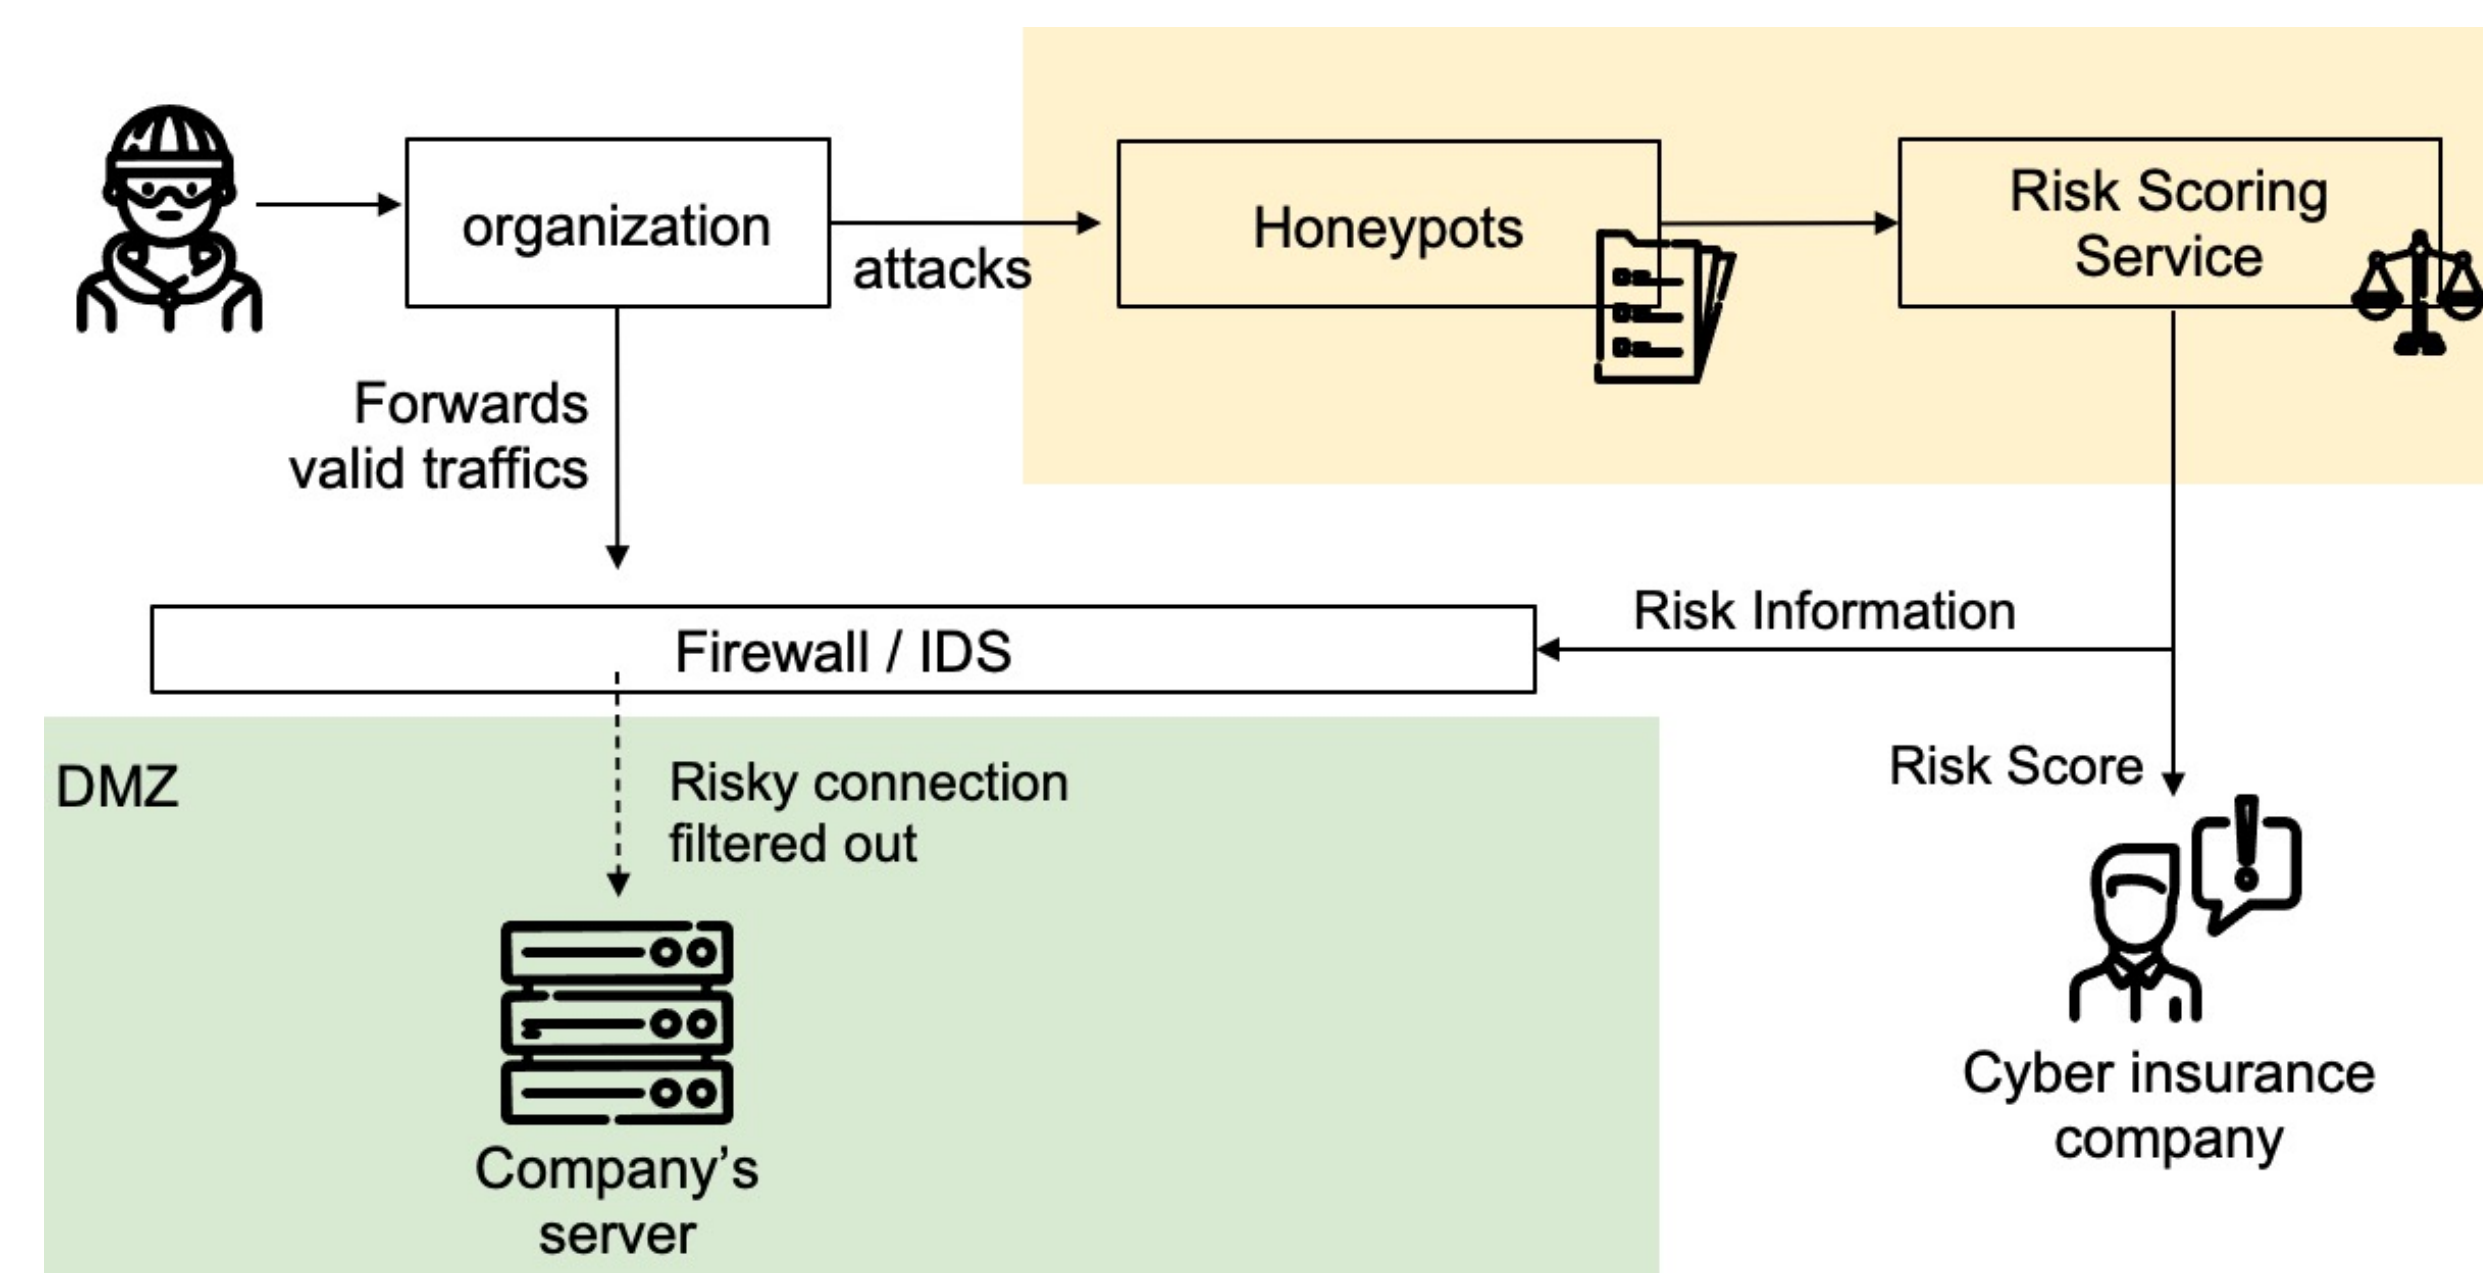 organization
attacks
Honeypots
Risk Scoring
Service
Forwards
valid traffics
Firewall / IDS
Risk Information
DMZ
Risky connection
filtered out
Risk Score
Company’s
server
Cyber insurance
company